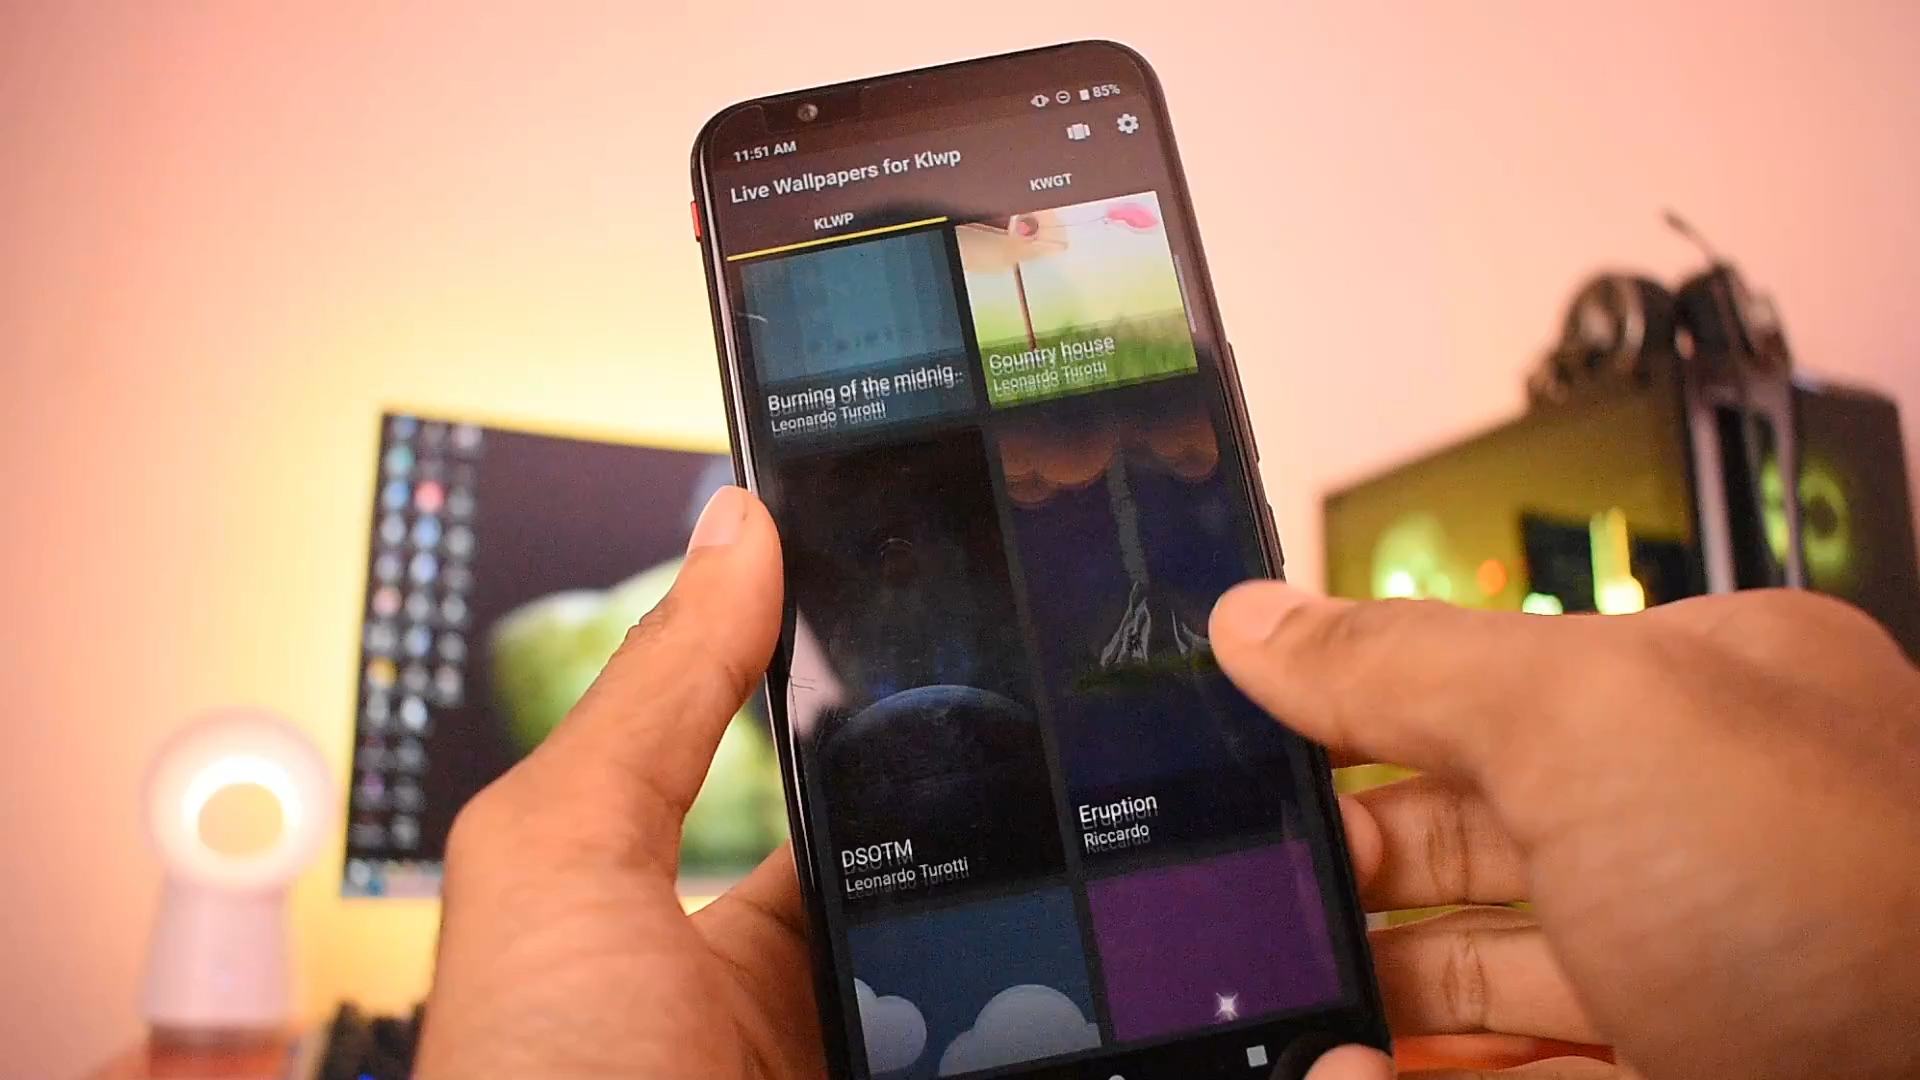 11:51 AM
85%
Live Wallpapers for Klwp
KLWP
KWGT
Burning of the midnig..
Leonardo Turotti
Country house
Leonardo Turotti
DSOTM
Leonardo Turotti
Eruption
Riccardo